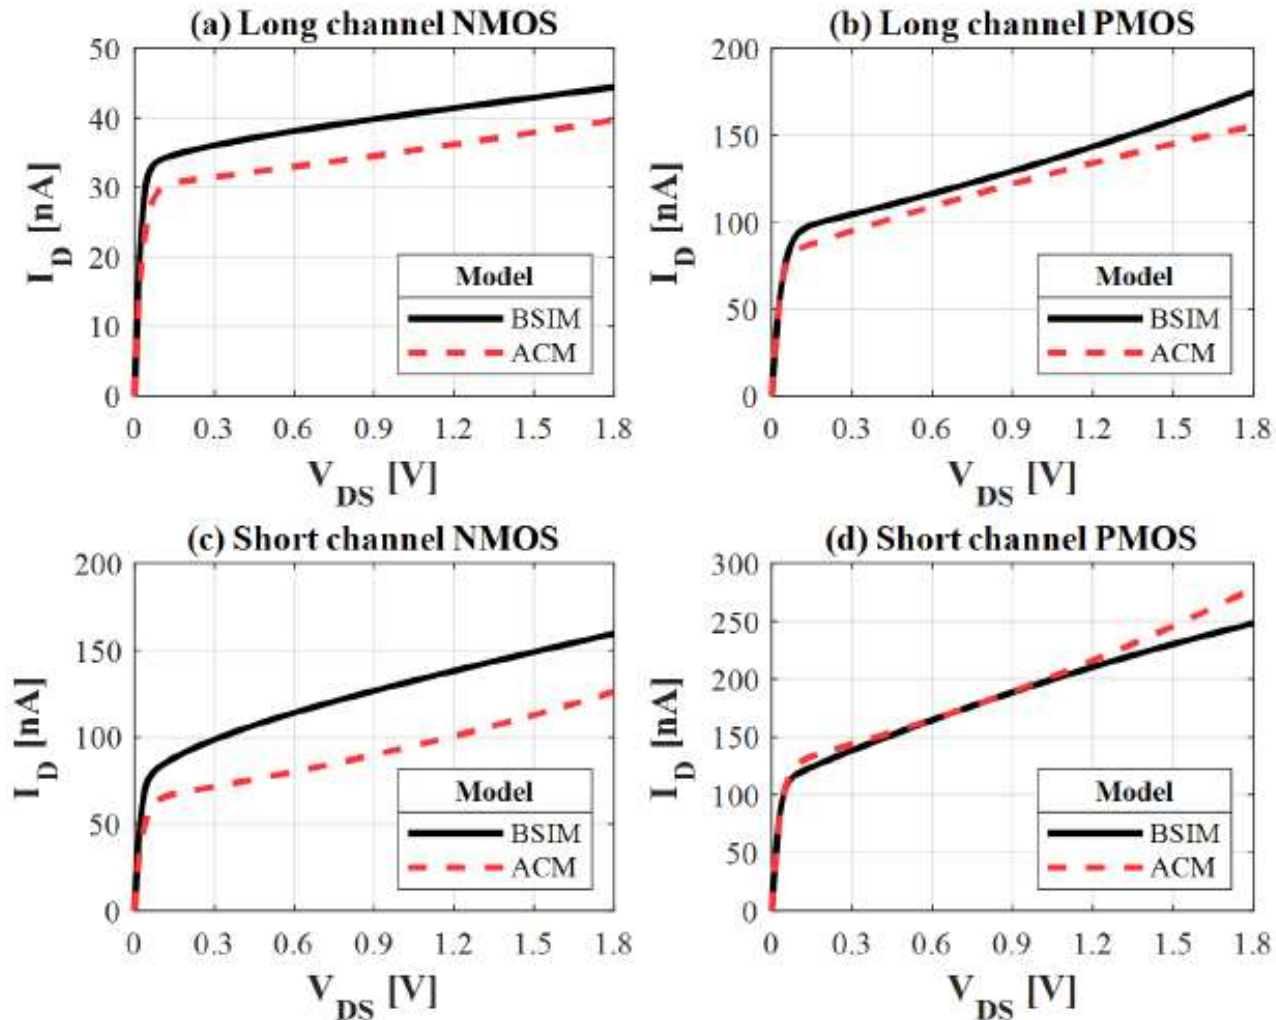 (a) Long channel NMOS
50
40
30
20
10
0
I_D [nA]
Model
BSIM
ACM
0 0.3 0.6 0.9 1.2 1.5 1.8
V_DS [V]
(b) Long channel PMOS
200
150
100
50
0
I_D [nA]
Model
BSIM
ACM
0 0.3 0.6 0.9 1.2 1.5 1.8
V_DS [V]
(c) Short channel NMOS
200
150
100
50
0
I_D [nA]
Model
BSIM
ACM
0 0.3 0.6 0.9 1.2 1.5 1.8
V_DS [V]
(d) Short channel PMOS
300
250
200
150
100
50
0
I_D [nA]
Model
BSIM
ACM
0 0.3 0.6 0.9 1.2 1.5 1.8
V_DS [V]